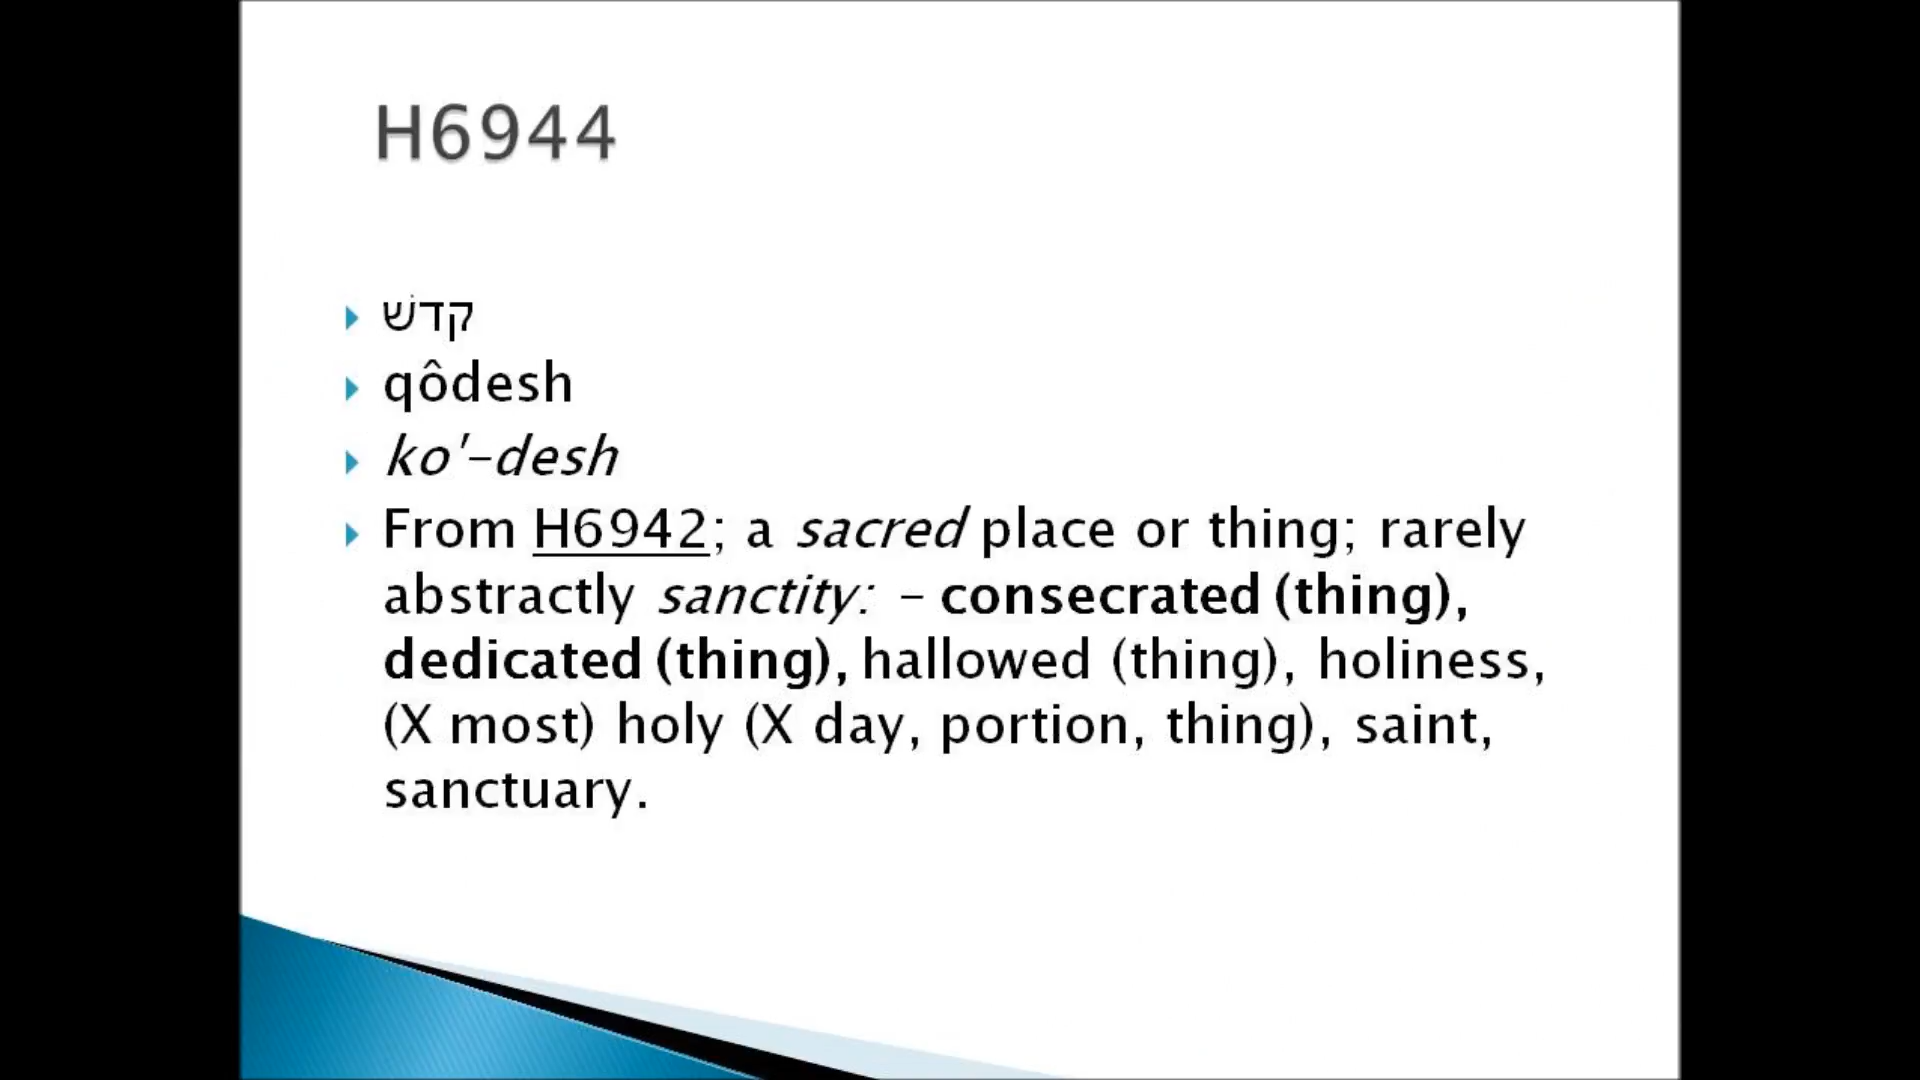 H6944
קדשׁ
qôdesh
ko'-desh
From H6942; a sacred place or thing; rarely
abstractly sanctity: - consecrated (thing),
dedicated (thing), hallowed (thing), holiness,
(X most) holy (X day, portion, thing), saint,
sanctuary.